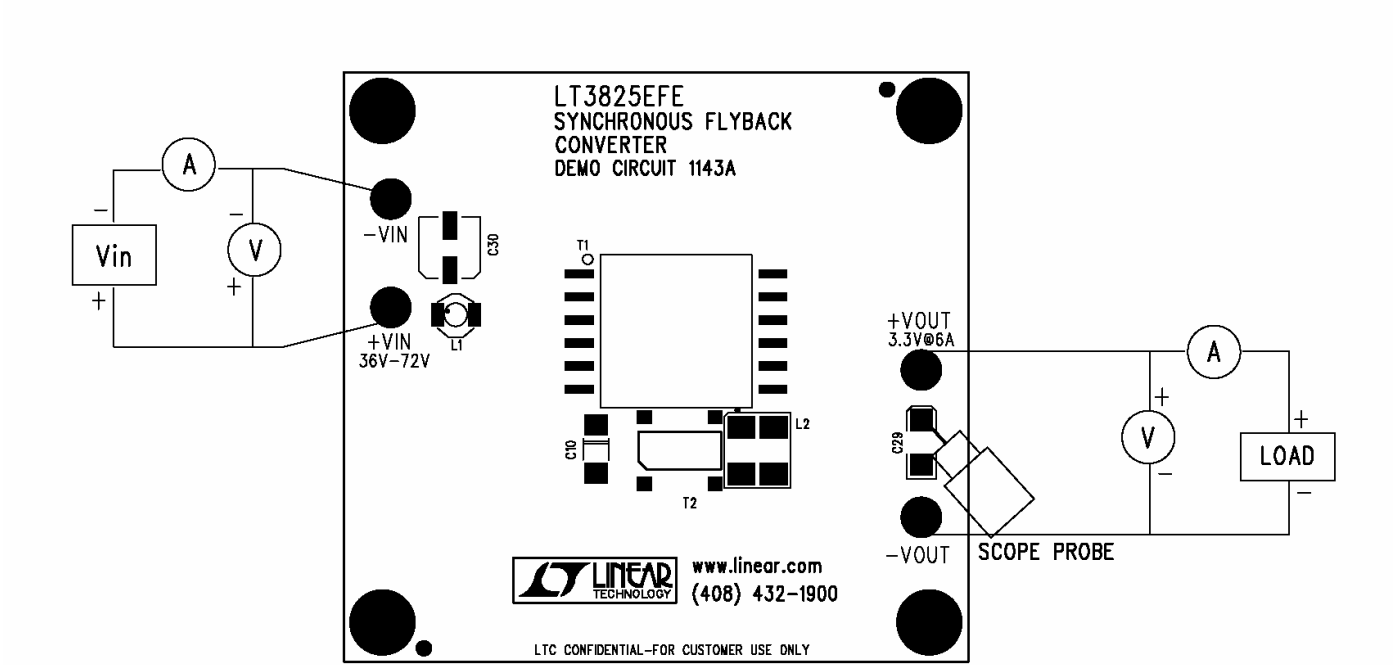 LT3825EFE
SYNCHRONOUS FLYBACK
CONVERTER
DEMO CIRCUIT 1143A
A
-
-
Vin
V
+
+
-VIN
C30
+VIN
36V-72V
L1
T1
+VOUT
3.3V@6A
A
+
+
V
LOAD
-
-
C10
L2
C29
T2
-VOUT
SCOPE PROBE
LT LINEAR
TECHNOLOGY
www.linear.com
(408) 432-1900
LTC CONFIDENTIAL-FOR CUSTOMER USE ONLY